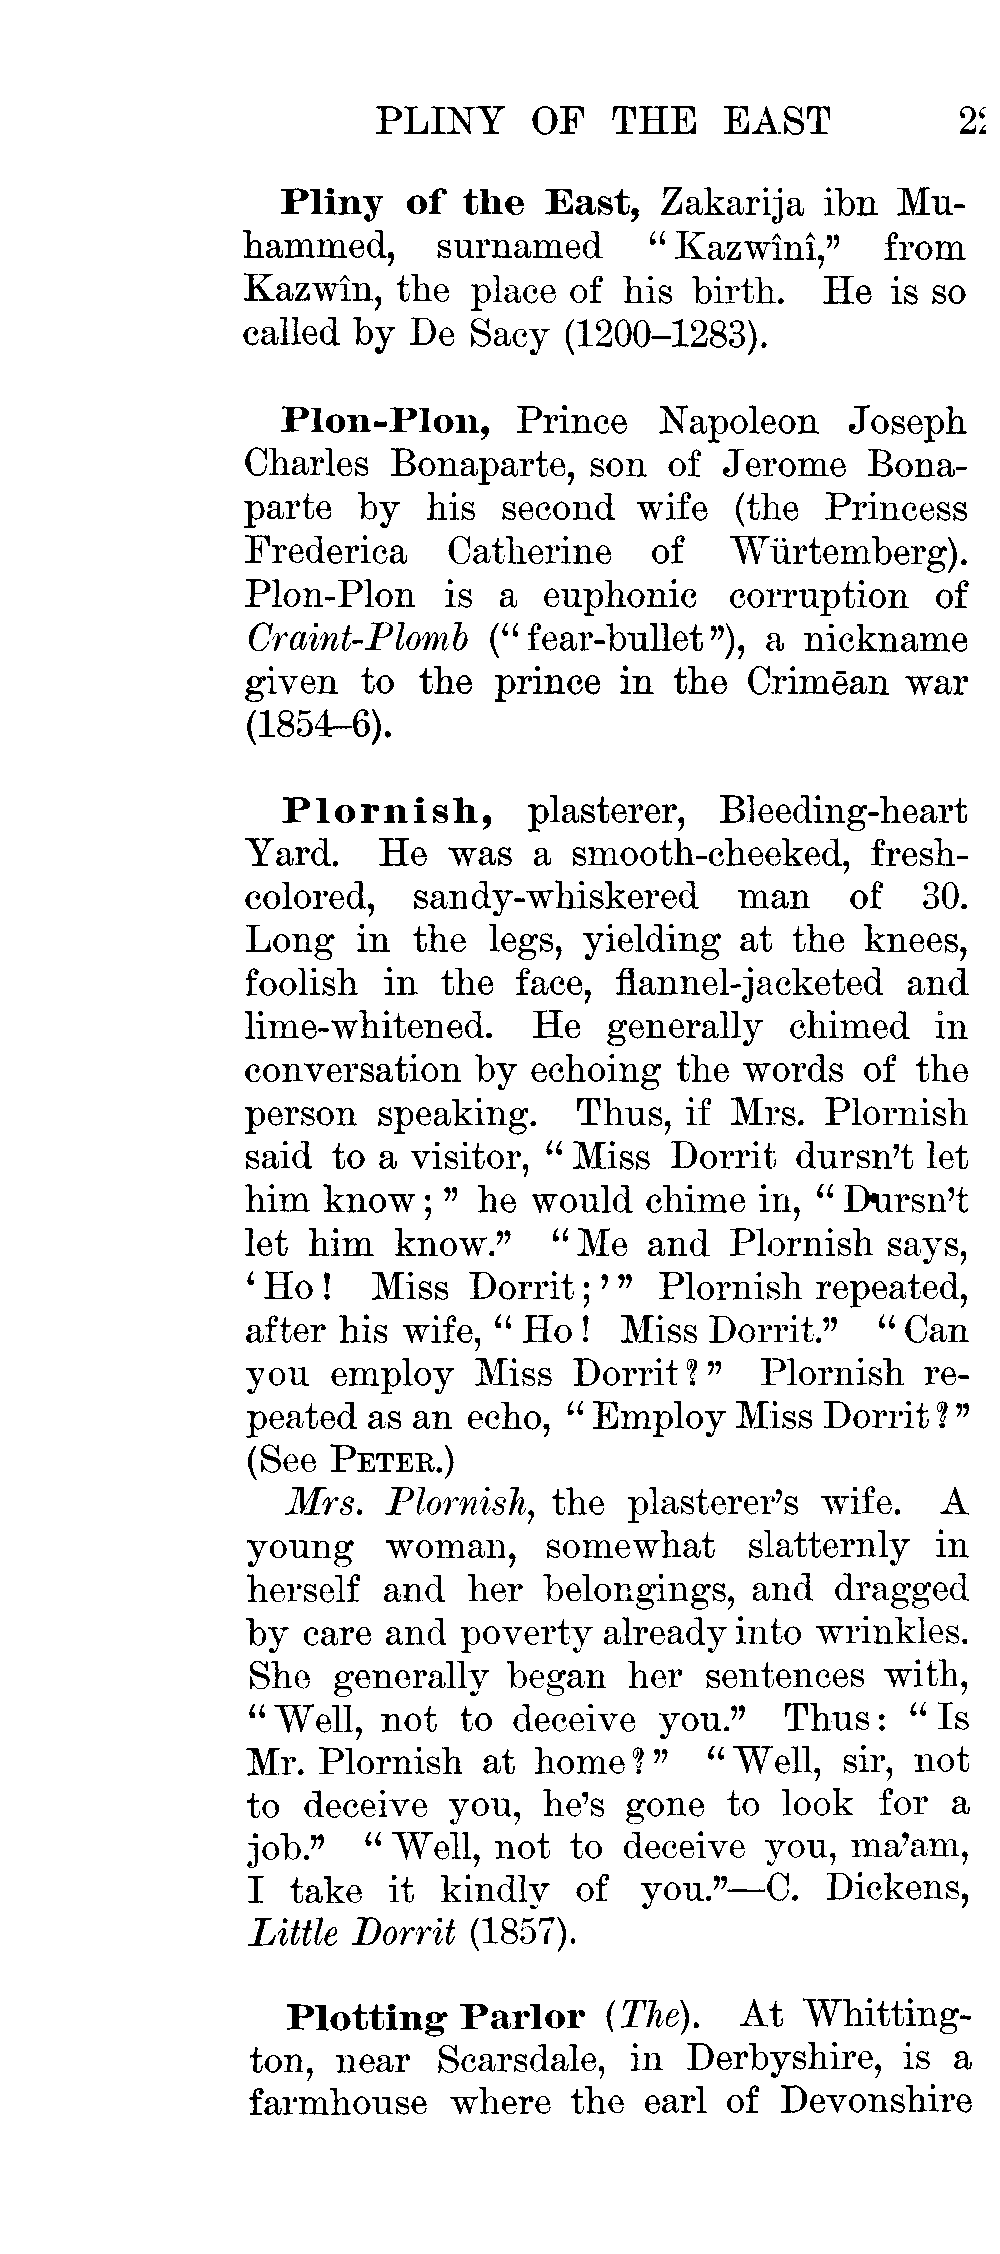 PLINY OF THE EAST
Pliny of the East, Zakarija ibn Mu-
hammed, surnamed “Kazwînî,” from
Kazwîn, the place of his birth. He is so
called by De Sacy (1200–1283).
Plon-Plon, Prince Napoleon Joseph
Charles Bonaparte, son of Jerome Bona-
parte by his second wife (the Princess
Frederica Catherine of Würtemberg).
Plon-Plon is a euphonic corruption of
Craint-Plomb (“fear-bullet”), a nickname
given to the prince in the Crimēan war
(1854–6).
Plornish, plasterer, Bleeding-heart
Yard. He was a smooth-cheeked, fresh-
colored, sandy-whiskered man of 30.
Long in the legs, yielding at the knees,
foolish in the face, flannel-jacketed and
lime-whitened. He generally chimed in
conversation by echoing the words of the
person speaking. Thus, if Mrs. Plornish
said to a visitor, “Miss Dorrit dursn’t let
him know;” he would chime in, “Dursn’t
let him know.” “Me and Plornish says,
‘Ho! Miss Dorrit;’” Plornish repeated,
after his wife, “Ho! Miss Dorrit.” “Can
you employ Miss Dorrit?” Plornish re-
peated as an echo, “Employ Miss Dorrit?”
(See PETER.)
Mrs. Plornish, the plasterer’s wife. A
young woman, somewhat slatternly in
herself and her belongings, and dragged
by care and poverty already into wrinkles.
She generally began her sentences with,
“Well, not to deceive you.” Thus: “Is
Mr. Plornish at home?” “Well, sir, not
to deceive you, he’s gone to look for a
job.” “Well, not to deceive you, ma’am,
I take it kindly of you.”—C. Dickens,
Little Dorrit (1857).
Plotting Parlor (The). At Whitting-
ton, near Scarsdale, in Derbyshire, is a
farmhouse where the earl of Devonshire